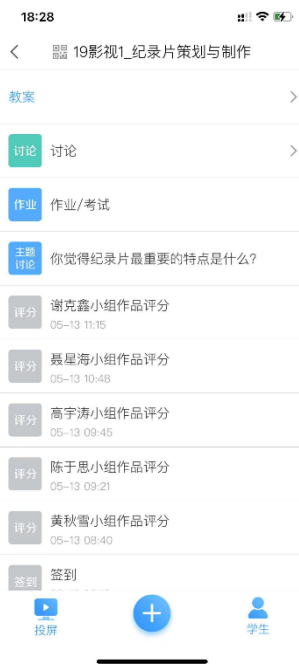 18:28
19影视1_纪录片策划与制作
教案
讨论
讨论
作业
作业/考试
主题
讨论
你觉得纪录片最重要的特点是什么?
评分
谢克鑫小组作品评分
05-13 11:15
评分
聂星海小组作品评分
05-13 10:48
评分
高宇涛小组作品评分
05-13 09:45
评分
陈于思小组作品评分
05-13 09:21
评分
黄秋雪小组作品评分
05-13 08:40
签到
签到
投屏
学生